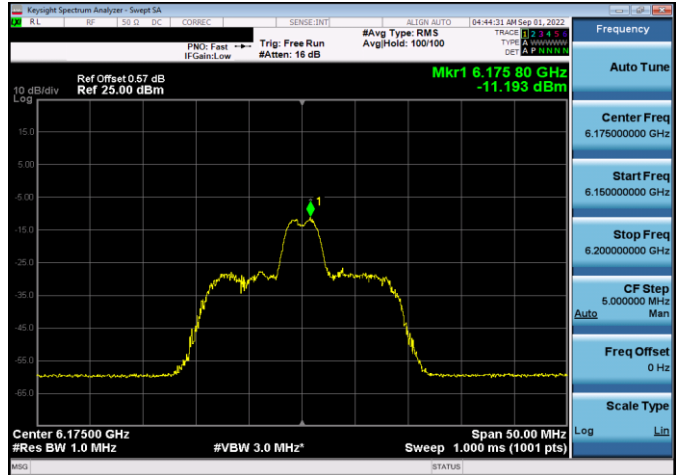 Keysight Spectrum Analyzer - Swept SA
RL RF 50 Ω DC CORREC SENSE:INT ALIGN AUTO 04:44:31 AM Sep 01, 2022
PNO: Fast Trig: Free Run #Avg Type: RMS TRACE 1 2 3 4 5 6
IFGain:Low #Atten: 16 dB Avg|Hold: 100/100 TYPE A WWWWW
DET A P N N N N
Ref Offset 0.57 dB Mkr1 6.175 80 GHz
10 dB/div Ref 25.00 dBm -11.193 dBm
Log
15.0
5.00
-5.00
-15.0
-25.0
-35.0
-45.0
-55.0
-65.0
1
Center 6.17500 GHz Span 50.00 MHz
#Res BW 1.0 MHz #VBW 3.0 MHz* Sweep 1.000 ms (1001 pts)
MSG STATUS
Frequency
Auto Tune
Center Freq
6.175000000 GHz
Start Freq
6.150000000 GHz
Stop Freq
6.200000000 GHz
CF Step
5.000000 MHz
Auto Man
Freq Offset
0 Hz
Scale Type
Log Lin